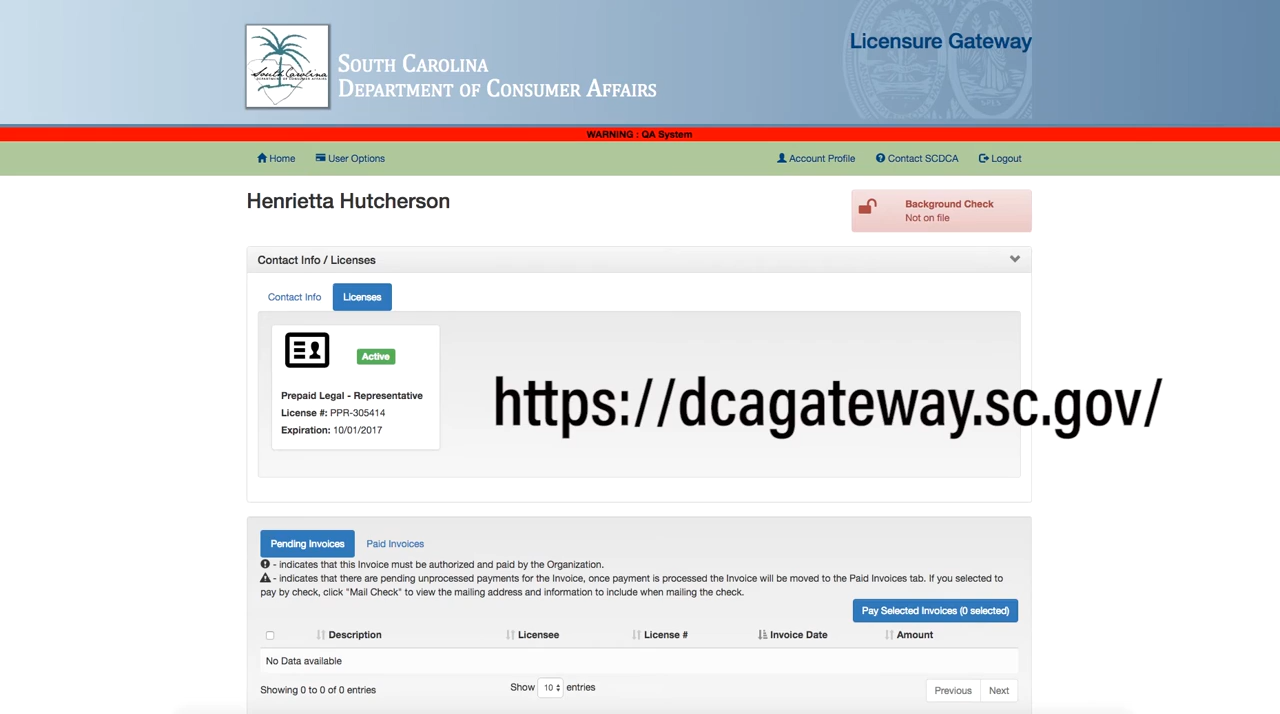 South Carolina
SOUTH CAROLINA
DEPARTMENT OF CONSUMER AFFAIRS
Licensure Gateway
WARNING : QA System
Home User Options Account Profile Contact SCDCA Logout
Henrietta Hutcherson
Background Check
Not on file
Contact Info / Licenses
Contact Info Licenses
Active
Prepaid Legal - Representative
License #: PPR-305414
Expiration: 10/01/2017
https://dcagateway.sc.gov/
Pending Invoices Paid Invoices
- indicates that this Invoice must be authorized and paid by the Organization.
- indicates that there are pending unprocessed payments for the Invoice, once payment is processed the Invoice will be moved to the Paid Invoices tab. If you selected to
pay by check, click "Mail Check" to view the mailing address and information to include when mailing the check.
Pay Selected Invoices (0 selected)
Description Licensee License # Invoice Date Amount
No Data available
Showing 0 to 0 of 0 entries Show 10 entries Previous Next